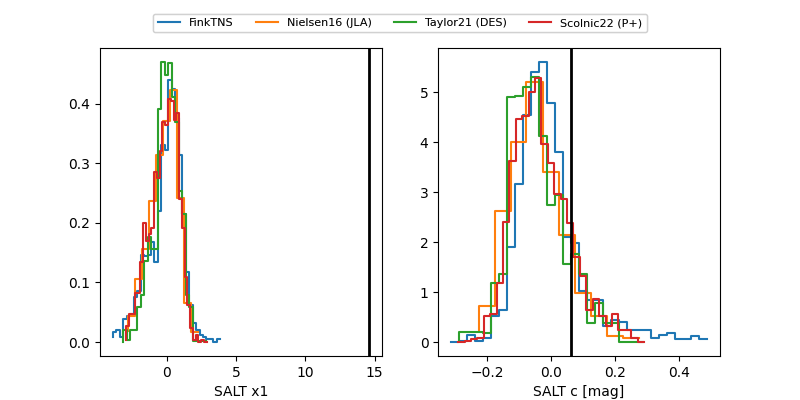 FinkTNS Nielsen16 (JLA) Taylor21 (DES) Scolnic22 (P+)
0.4
0.3
0.2
0.1
0.0
0 5 10 15
SALT x1
5
4
3
2
1
0
−0.2 0.0 0.2 0.4
SALT c [mag]